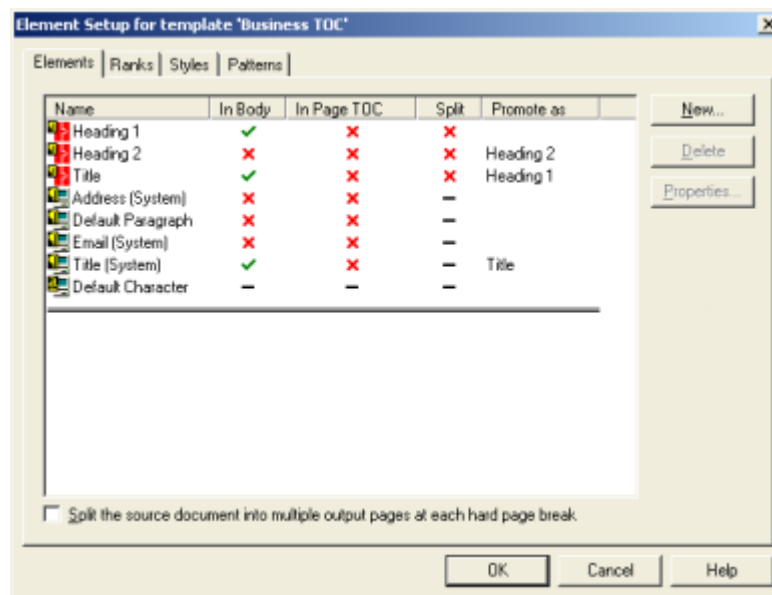 Element Setup for template 'Business TOC'
Elements Ranks Styles Patterns
Name In Body In Page TOC Split Promote as
Heading 1
Heading 2 Heading 2
Title Heading 1
Address (System)
Default Paragraph
Email (System)
Title (System) Title
Default Character
New...
Delete
Properties...
Split the source document into multiple output pages at each hard page break
OK Cancel Help